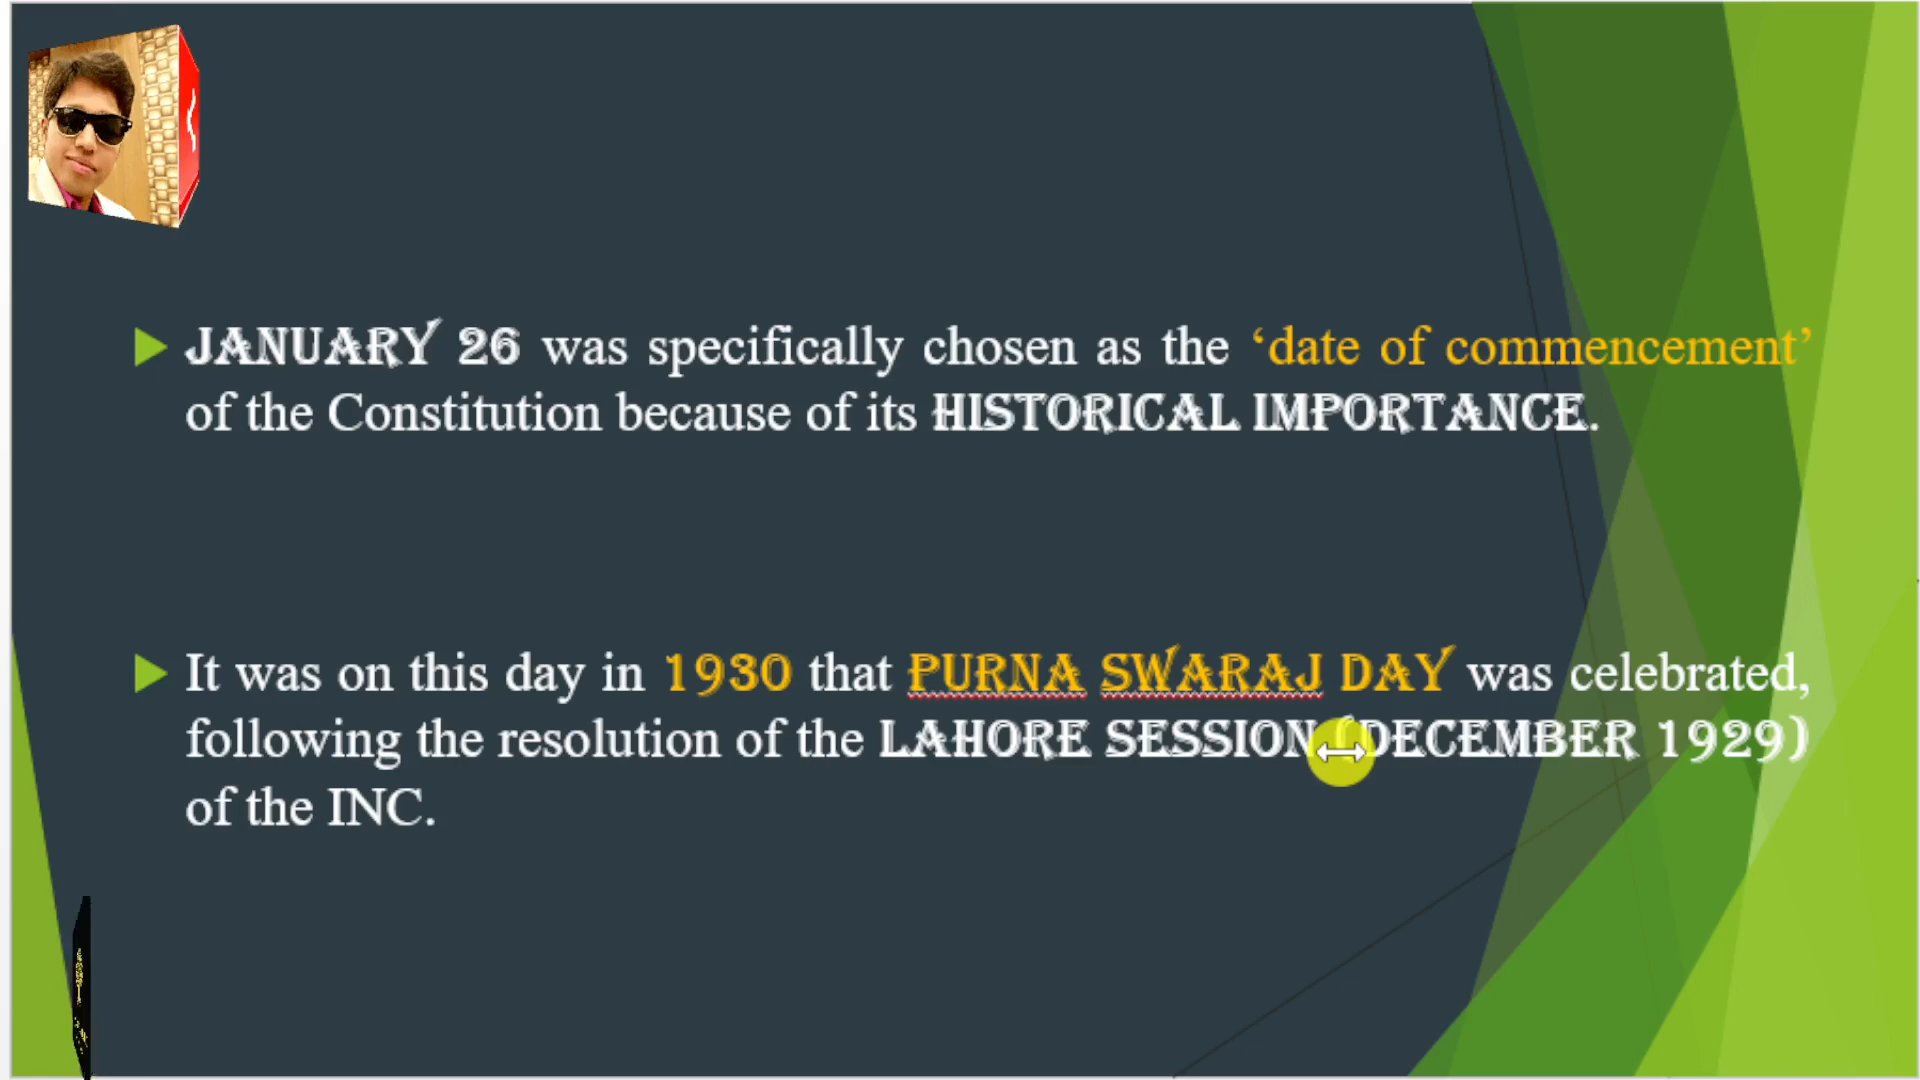 JANUARY 26 was specifically chosen as the ‘date of commencement’
of the Constitution because of its HISTORICAL IMPORTANCE.
It was on this day in 1930 that PURNA SWARAJ DAY was celebrated,
following the resolution of the LAHORE SESSION (DECEMBER 1929)
of the INC.